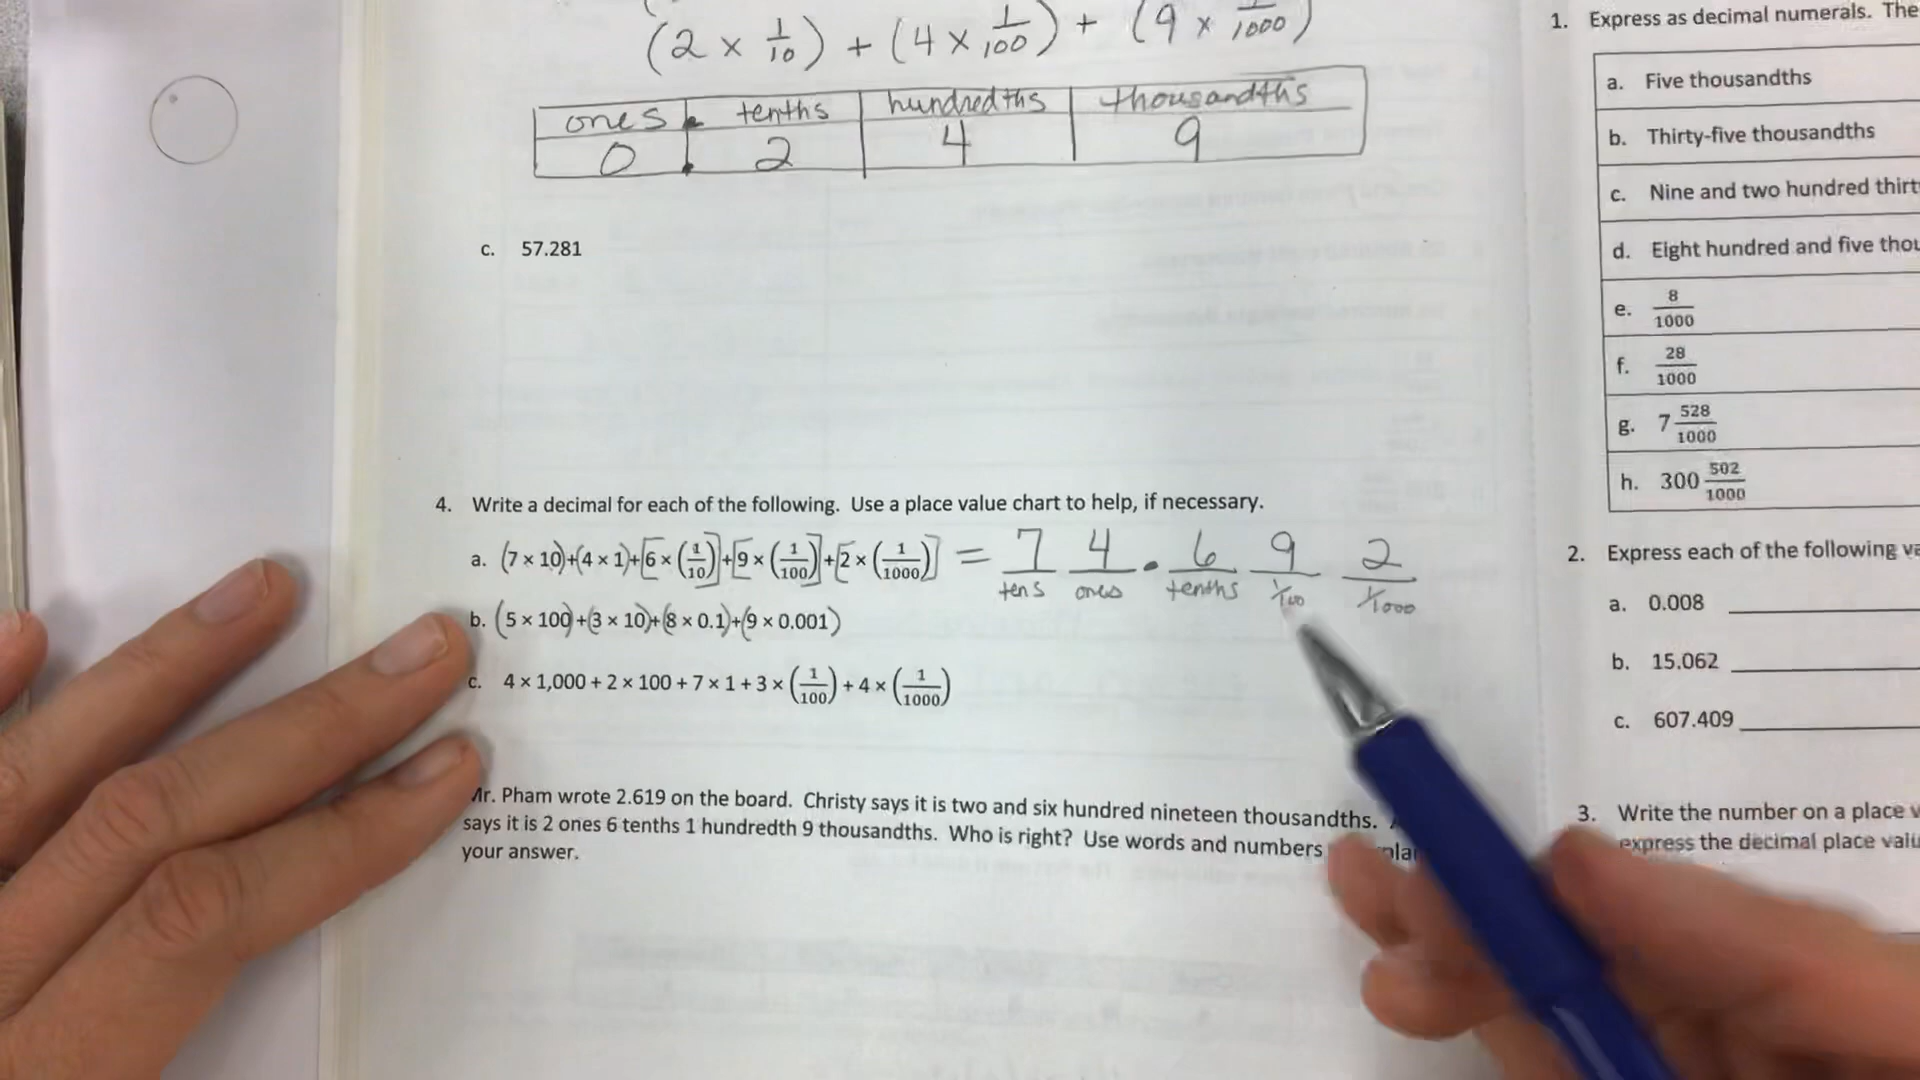 (2 × 1/10) + (4 × 1/100) + (9 × 1/1000)
ones . tenths hundredths thousandths
0 . 2 4 9
c. 57.281
4. Write a decimal for each of the following. Use a place value chart to help, if necessary.
a. (7 × 10)+(4 × 1)+[6 × (1/10)]+[9 × (1/100)]+[2 × (1/1000)] = 7 4 . 6 9 2
tens ones tenths 1/100 1/1000
b. (5 × 100)+(3 × 10)+(8 × 0.1)+(9 × 0.001)
c. 4 × 1,000 + 2 × 100 + 7 × 1 + 3 × (1/100) + 4 × (1/1000)
Mr. Pham wrote 2.619 on the board. Christy says it is two and six hundred nineteen thousandths.
says it is 2 ones 6 tenths 1 hundredth 9 thousandths. Who is right? Use words and numbers
your answer.
1. Express as decimal numerals. The
a. Five thousandths
b. Thirty-five thousandths
c. Nine and two hundred thirt
d. Eight hundred and five thou
e. 8/1000
f. 28/1000
g. 7 528/1000
h. 300 502/1000
2. Express each of the following va
a. 0.008
b. 15.062
c. 607.409
3. Write the number on a place v
express the decimal place valu